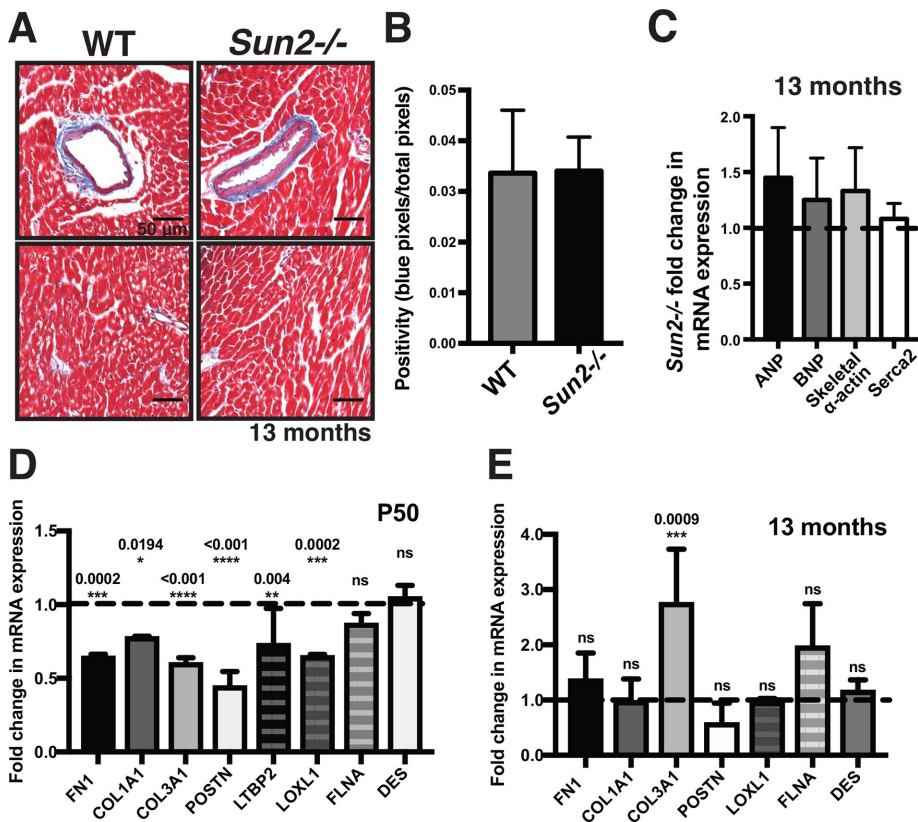 A
WT
Sun2-/-
50 µm
13 months
B
Positivity (blue pixels/total pixels)
0.05
0.04
0.03
0.02
0.01
0.00
WT
Sun2-/-
C
13 months
Sun2-/- fold change in
mRNA expression
2.0
1.5
1.0
0.5
0.0
ANP
BNP
Skeletal
α-actin
Serca2
D
P50
Fold change in mRNA expression
1.5
1.0
0.5
0.0
0.0002
***
0.0194
*
<0.001
****
<0.001
****
0.004
**
0.0002
***
ns
ns
FN1
COL1A1
COL3A1
POSTN
LTBP2
LOXL1
FLNA
DES
E
13 months
Fold change in mRNA expression
4.0
3.0
2.0
1.0
0.0
ns
ns
0.0009
***
ns
ns
ns
ns
FN1
COL1A1
COL3A1
POSTN
LOXL1
FLNA
DES